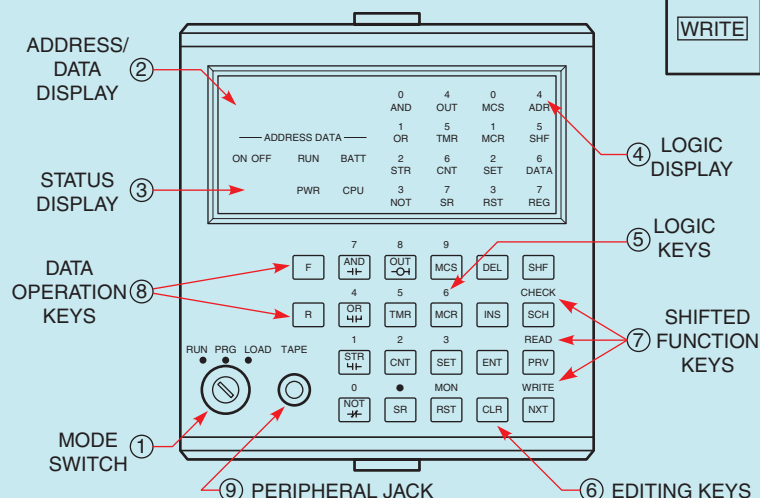 WRITE
ADDRESS/
DATA
DISPLAY
②
0 4 0 4
AND OUT MCS ADR
1 5 1 5
OR TMR MCR SHF
ADDRESS DATA
ON OFF RUN BATT
2 6 2 6
STR CNT SET DATA
PWR CPU
3 7 3 7
NOT SR RST REG
④ LOGIC
DISPLAY
STATUS
DISPLAY
③
⑤ LOGIC
KEYS
DATA
OPERATION
KEYS
⑧
7 8 9
F AND OUT MCS DEL SHF
4 5 6 CHECK
R OR TMR MCR INS SCH
1 2 3 READ
STR CNT SET ENT PRV
0 • MON WRITE
NOT SR RST CLR NXT
⑦ SHIFTED
FUNCTION
KEYS
RUN PRG LOAD TAPE
MODE
SWITCH
①
⑨ PERIPHERAL JACK
⑥ EDITING KEYS